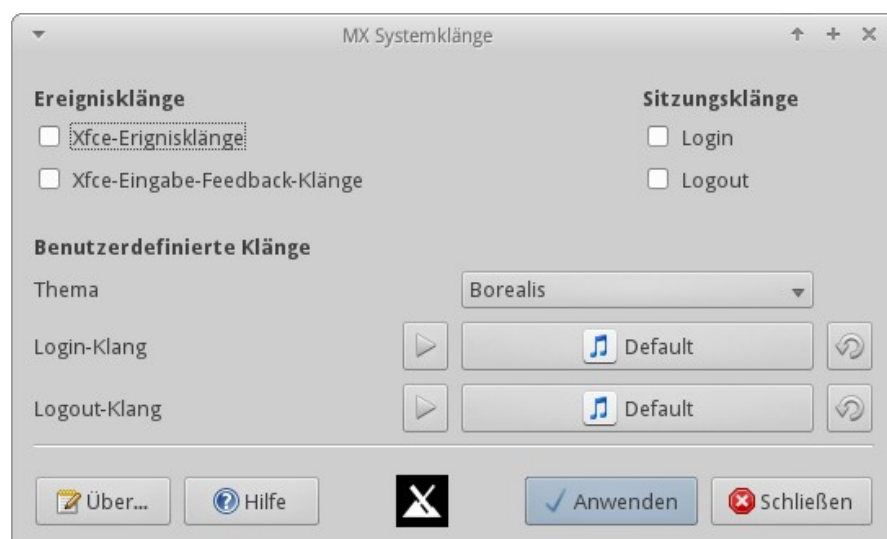 MX Systemklänge
Ereignisklänge
Sitzungsklänge
Xfce-Erignisklänge
Login
Xfce-Eingabe-Feedback-Klänge
Logout
Benutzerdefinierte Klänge
Thema
Borealis
Login-Klang
Default
Logout-Klang
Default
Über...
Hilfe
Anwenden
Schließen